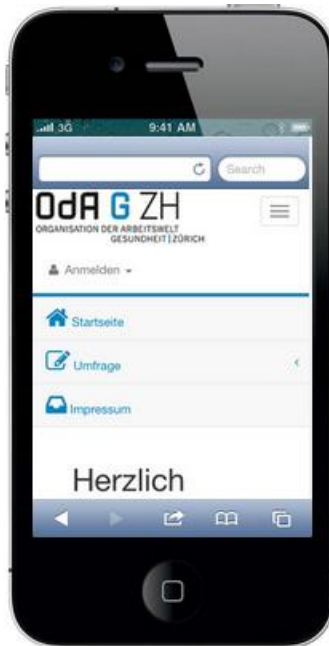 3G 9:41 AM
Search
OdA G ZH
ORGANISATION DER ARBEITSWELT
GESUNDHEIT | ZÜRICH
Anmelden
Startseite
Umfrage
Impressum
Herzlich